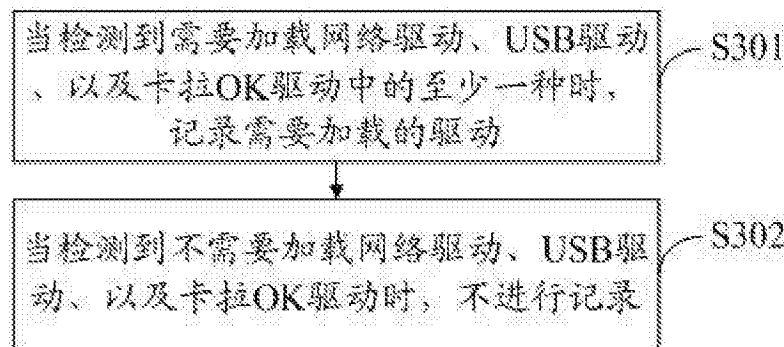 当检测到需要加载网络驱动、USB驱动
、以及卡拉OK驱动中的至少一种时，
记录需要加载的驱动
S301
当检测到不需要加载网络驱动、USB驱
动、以及卡拉OK驱动时，不进行记录
S302